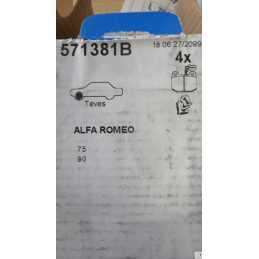 571381B
18 06 27/2099
4x
Teves
ALFA ROMEO
75
90